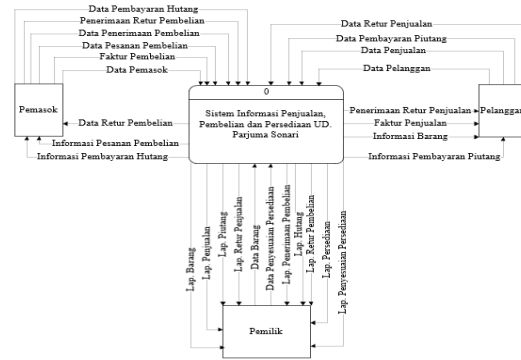 Data Pembayaran Hutang
Penerimaan Retur Pembelian
Data Penerimaan Pembelian
Data Pesanan Pembelian
Faktur Pembelian
Data Pemasok
Data Retur Penjualan
Data Pembayaran Piutang
Data Penjualan
Data Pelanggan
0
Sistem Informasi Penjualan,
Pembelian dan Persediaan UD.
Parjuma Sonari
Pemasok
Pelanggan
Data Retur Pembelian
Informasi Pesanan Pembelian
Informasi Pembayaran Hutang
Penerimaan Retur Penjualan
Faktur Penjualan
Informasi Barang
Informasi Pembayaran Piutang
Lap. Barang
Lap. Penjualan
Lap. Piutang
Lap. Retur Penjualan
Data Barang
Data Penyesuaian Persediaan
Lap. Penerimaan Pembelian
Lap. Hutang
Lap. Retur Pembelian
Lap. Persediaan
Lap. Penyesuaian Persediaan
Pemilik